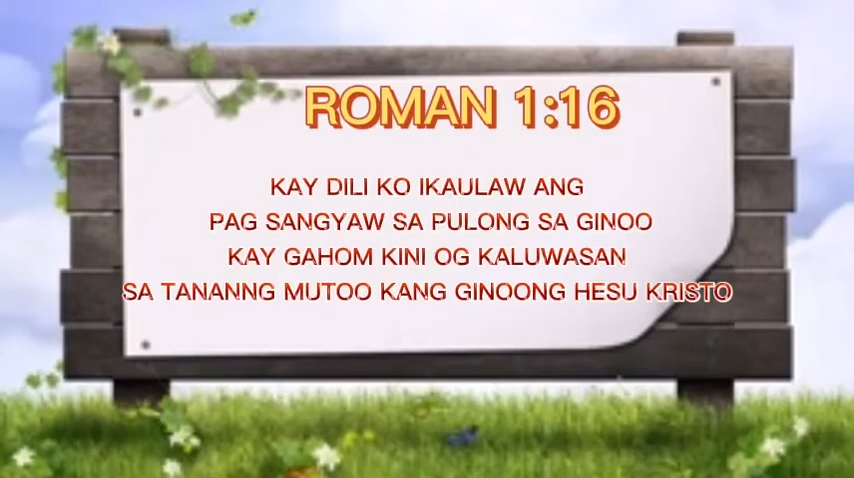 ROMAN 1:16
KAY DILI KO IKAULAW ANG
PAG SANGYAW SA PULONG SA GINOO
KAY GAHOM KINI OG KALUWASAN
SA TANANNG MUTOO KANG GINOONG HESU KRISTO